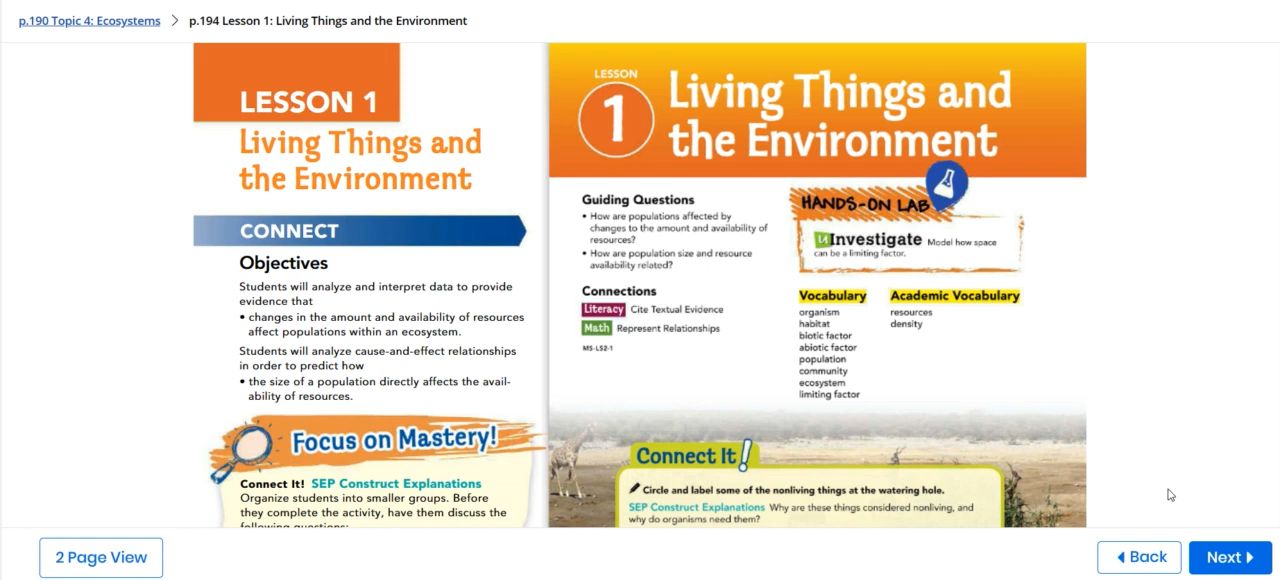 p.190 Topic 4: Ecosystems > p.194 Lesson 1: Living Things and the Environment
LESSON 1
Living Things and
the Environment
CONNECT
Objectives
Students will analyze and interpret data to provide
evidence that
• changes in the amount and availability of resources
affect populations within an ecosystem.
Students will analyze cause-and-effect relationships
in order to predict how
• the size of a population directly affects the avail-
ability of resources.
Focus on Mastery!
Connect It! SEP Construct Explanations
Organize students into smaller groups. Before
they complete the activity, have them discuss the
following questions:
LESSON
1
Living Things and
the Environment
Guiding Questions
• How are populations affected by
changes to the amount and availability of
resources?
• How are population size and resource
availability related?
Connections
Literacy Cite Textual Evidence
Math Represent Relationships
MS-LS2-1
HANDS-ON LAB
uInvestigate Model how space
can be a limiting factor.
Vocabulary
organism
habitat
biotic factor
abiotic factor
population
community
ecosystem
limiting factor
Academic Vocabulary
resources
density
Connect It!
Circle and label some of the nonliving things at the watering hole.
SEP Construct Explanations Why are these things considered nonliving, and
why do organisms need them?
2 Page View
Back
Next